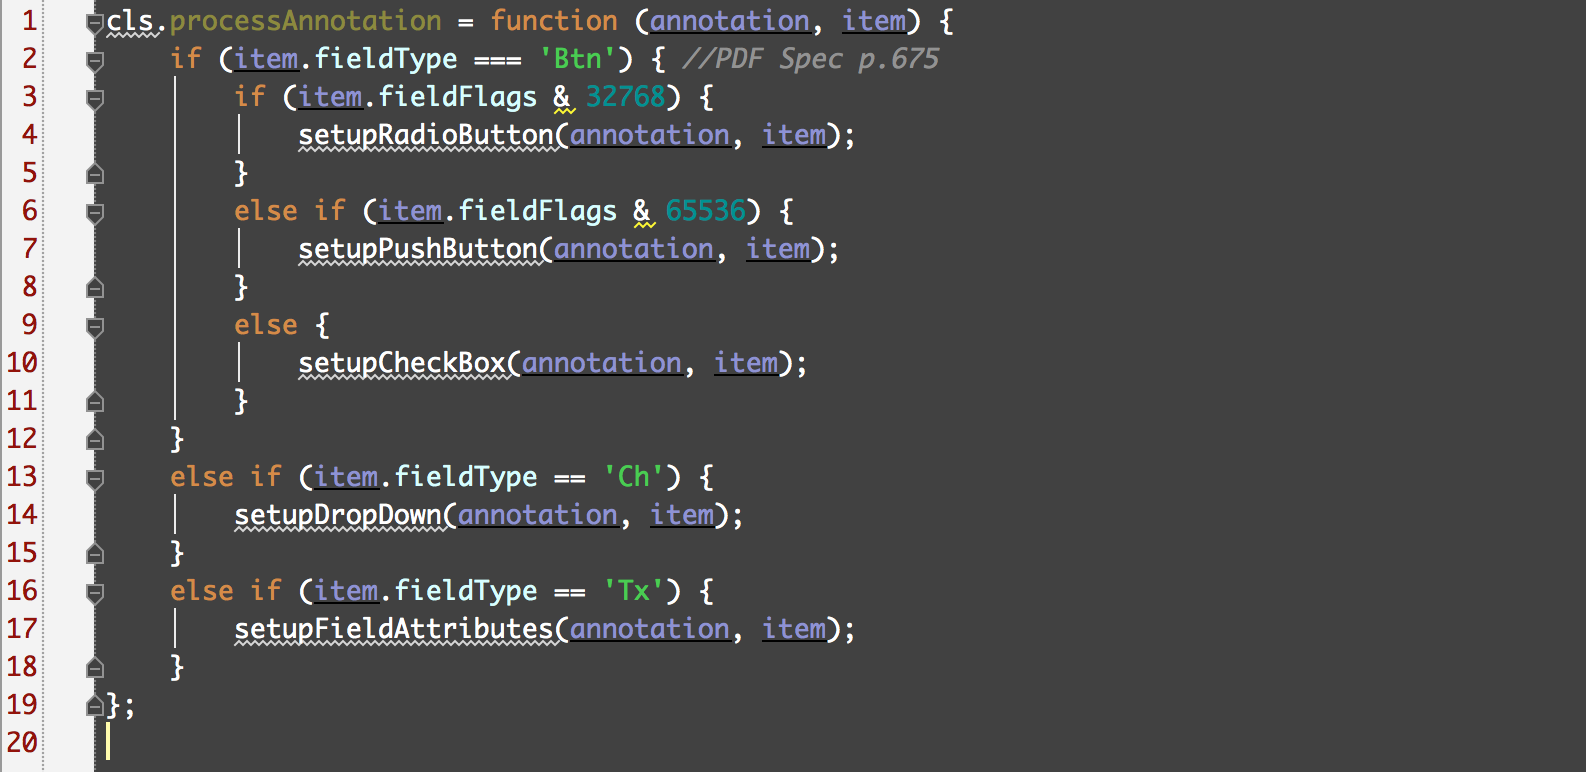 1 cls.processAnnotation = function (annotation, item) {
2     if (item.fieldType === 'Btn') { //PDF Spec p.675
3         if (item.fieldFlags & 32768) {
4             setupRadioButton(annotation, item);
5         }
6         else if (item.fieldFlags & 65536) {
7             setupPushButton(annotation, item);
8         }
9         else {
10             setupCheckBox(annotation, item);
11         }
12     }
13     else if (item.fieldType == 'Ch') {
14         setupDropDown(annotation, item);
15     }
16     else if (item.fieldType == 'Tx') {
17         setupFieldAttributes(annotation, item);
18     }
19 };
20